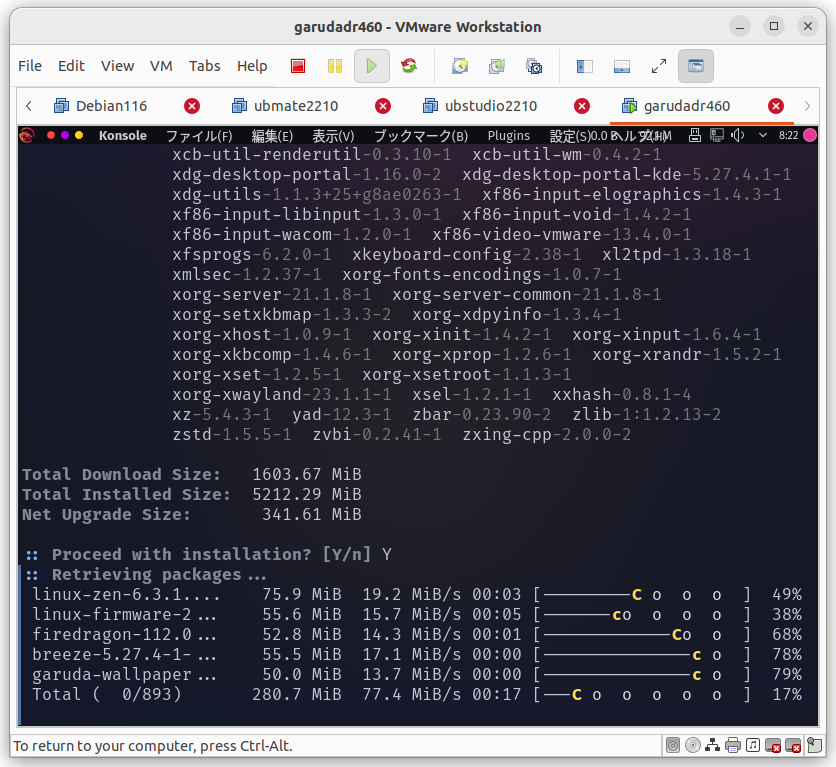 garudadr460 - VMware Workstation
File Edit View VM Tabs Help
Debian116 ubmate2210 ubstudio2210 garudadr460
Konsole ファイル(F) 編集(E) 表示(V) ブックマーク(B) Plugins 設定(S) 8:22
xcb-util-renderutil-0.3.10-1 xcb-util-wm-0.4.2-1
xdg-desktop-portal-1.16.0-2 xdg-desktop-portal-kde-5.27.4.1-1
xdg-utils-1.1.3+25+g8ae0263-1 xf86-input-elographics-1.4.3-1
xf86-input-libinput-1.3.0-1 xf86-input-void-1.4.2-1
xf86-input-wacom-1.2.0-1 xf86-video-vmware-13.4.0-1
xfsprogs-6.2.0-1 xkeyboard-config-2.38-1 xl2tpd-1.3.18-1
xmlsec-1.2.37-1 xorg-fonts-encodings-1.0.7-1
xorg-server-21.1.8-1 xorg-server-common-21.1.8-1
xorg-setxkbmap-1.3.3-2 xorg-xdpyinfo-1.3.4-1
xorg-xhost-1.0.9-1 xorg-xinit-1.4.2-1 xorg-xinput-1.6.4-1
xorg-xkbcomp-1.4.6-1 xorg-xprop-1.2.6-1 xorg-xrandr-1.5.2-1
xorg-xset-1.2.5-1 xorg-xsetroot-1.1.3-1
xorg-xwayland-23.1.1-1 xsel-1.2.1-1 xxhash-0.8.1-4
xz-5.4.3-1 yad-12.3-1 zbar-0.23.90-2 zlib-1:1.2.13-2
zstd-1.5.5-1 zvbi-0.2.41-1 zxing-cpp-2.0.0-2
Total Download Size: 1603.67 MiB
Total Installed Size: 5212.29 MiB
Net Upgrade Size: 341.61 MiB
:: Proceed with installation? [Y/n] Y
:: Retrieving packages...
linux-zen-6.3.1.... 75.9 MiB 19.2 MiB/s 00:03 [--------C o o o ] 49%
linux-firmware-2... 55.6 MiB 15.7 MiB/s 00:05 [------co o o o ] 38%
firedragon-112.0... 52.8 MiB 14.3 MiB/s 00:01 [------------Co o ] 68%
breeze-5.27.4-1-... 55.5 MiB 17.1 MiB/s 00:00 [--------------c o ] 78%
garuda-wallpaper... 50.0 MiB 13.7 MiB/s 00:00 [--------------c o ] 79%
Total ( 0/893) 280.7 MiB 77.4 MiB/s 00:17 [--C o o o o o ] 17%
To return to your computer, press Ctrl-Alt.